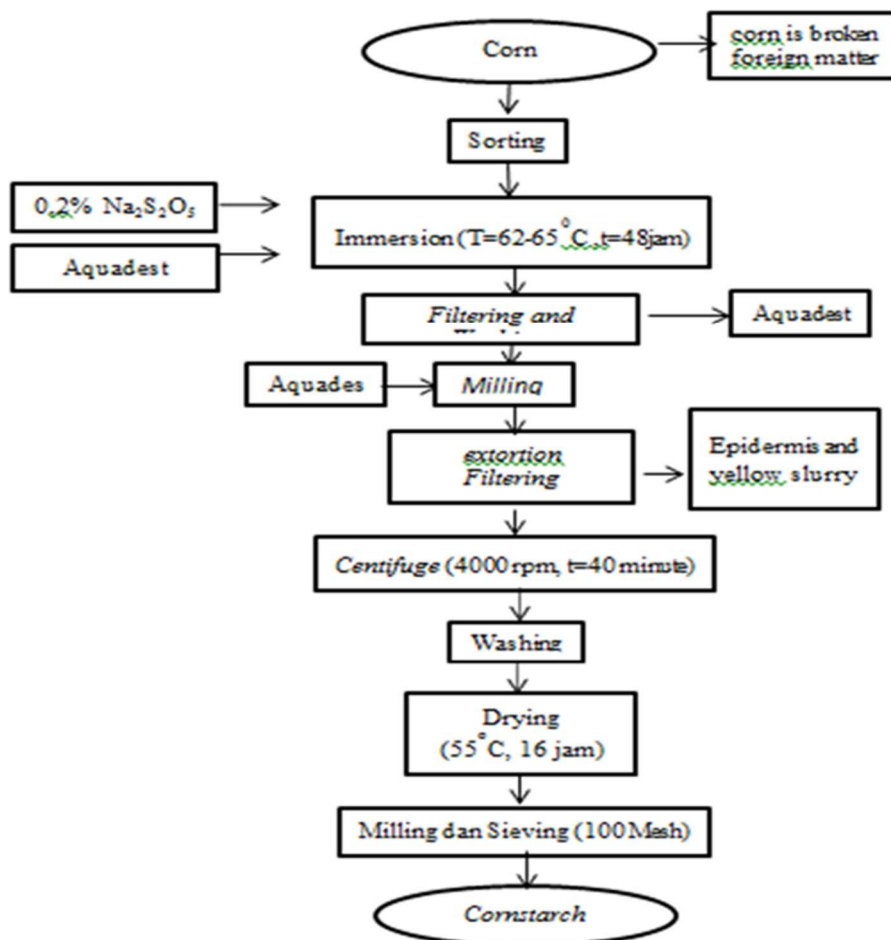 Corn
corn is broken
foreign matter
Sorting
0,2% Na₂S₂O₅
Immersion (T=62-65°C ,t=48jam)
Aquadest
Filtering and
Aquadest
Aquades
Milling
extortion
Filtering
Epidermis and
yellow slurry
Centifuge (4000 rpm, t=40 minute)
Washing
Drying
(55°C, 16 jam)
Milling dan Sieving (100 Mesh)
Cornstarch